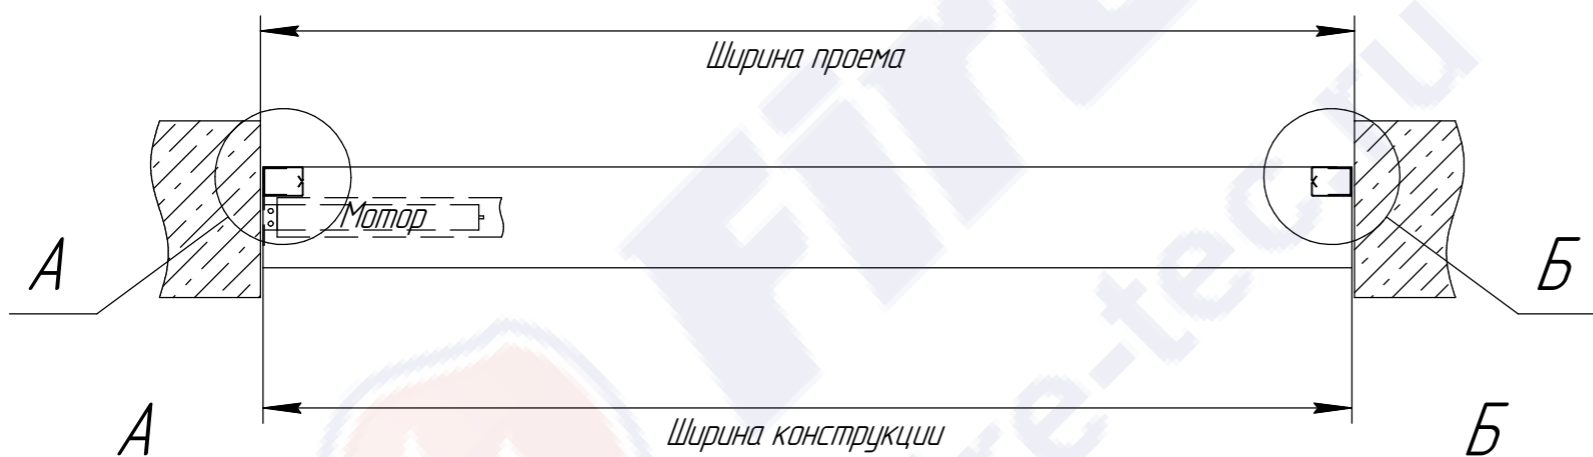 Ширина проема
Мотор
А
Б
Ширина конструкции
А
Б